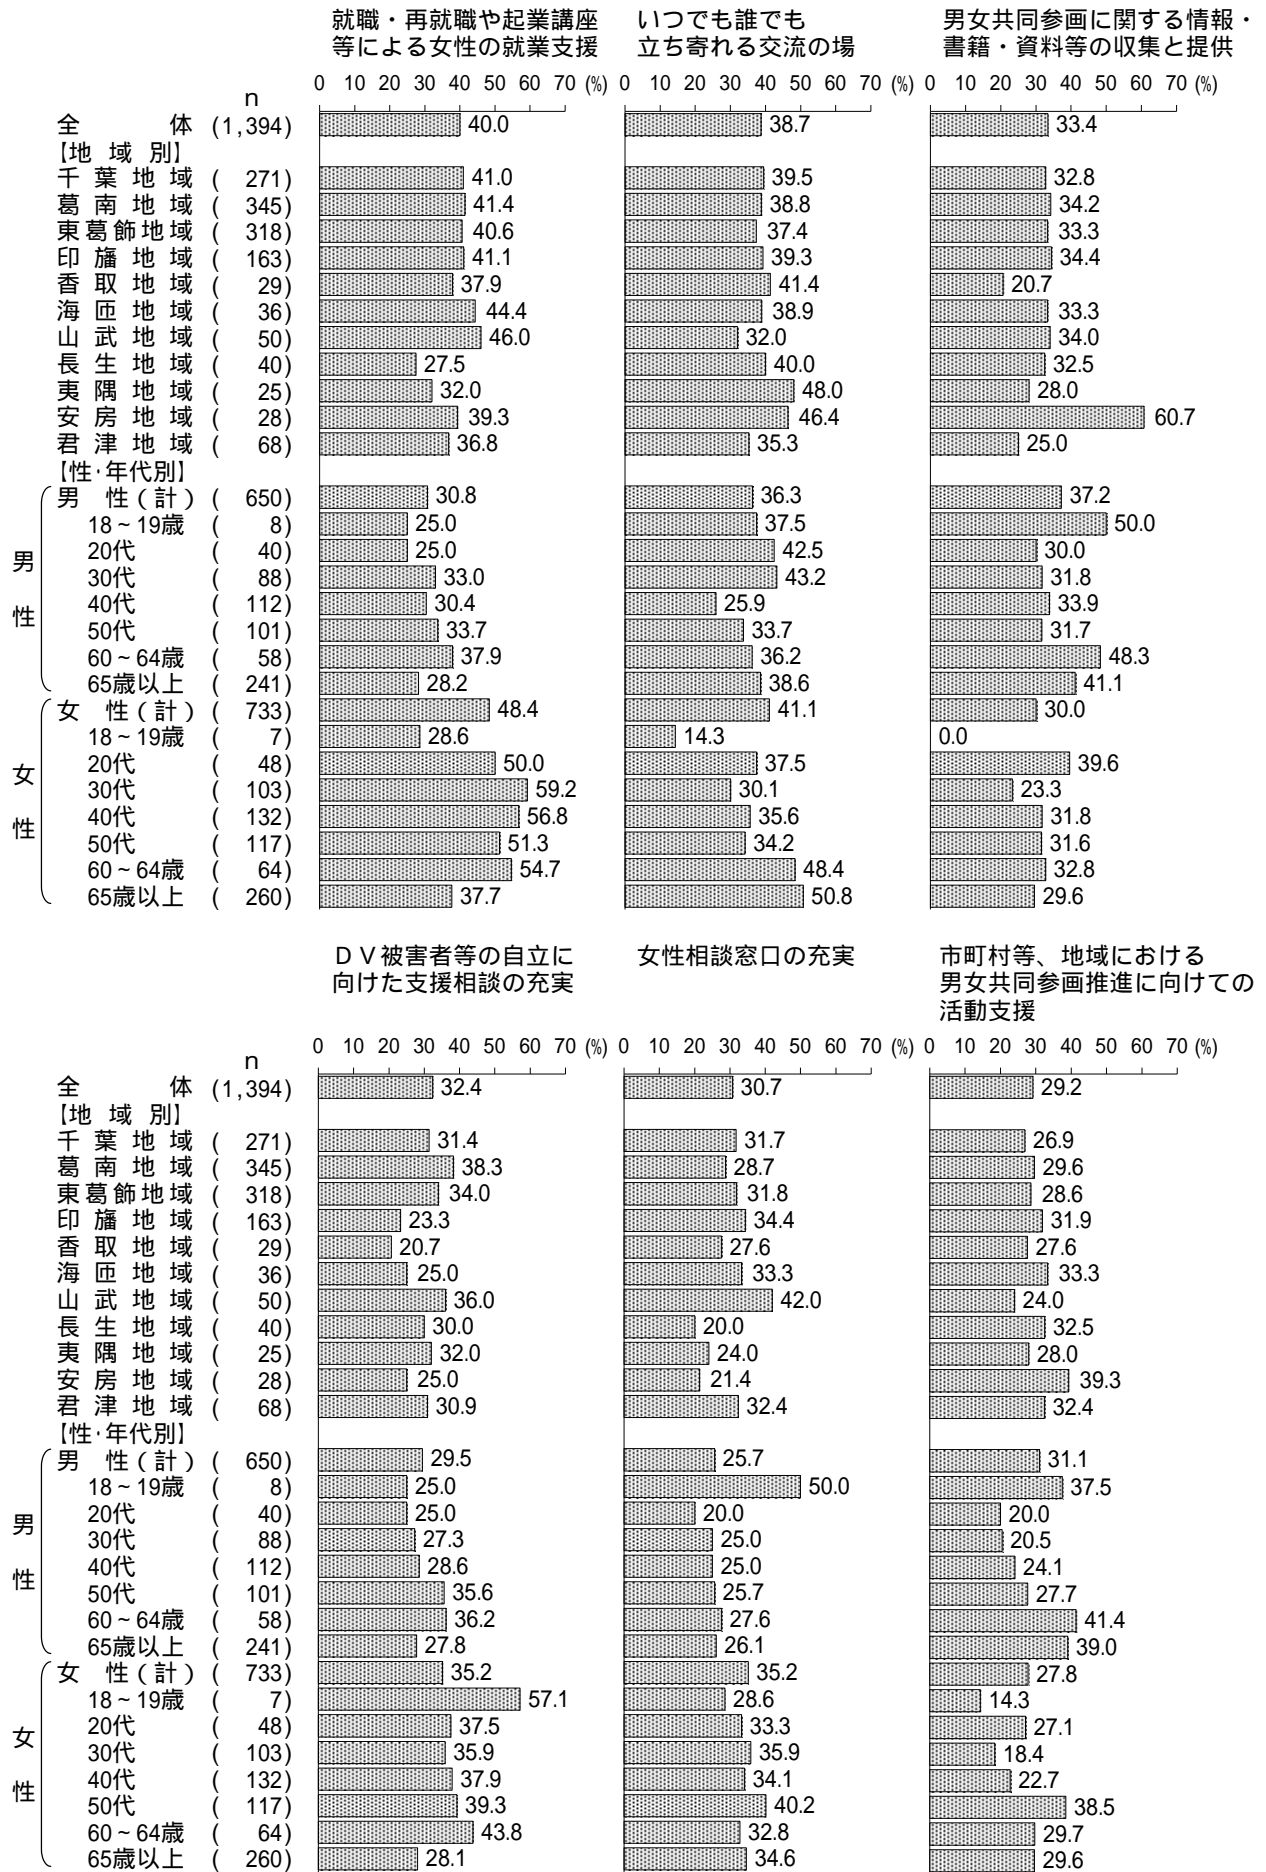 就職・再就職や起業講座
等による女性の就業支援
いつでも誰でも
立ち寄れる交流の場
男女共同参画に関する情報・
書籍・資料等の収集と提供
n 0 10 20 30 40 50 60 70 (%) 0 10 20 30 40 50 60 70 (%) 0 10 20 30 40 50 60 70 (%)
全体 (1,394) 40.0 38.7 33.4
【地域別】
千葉地域 (271) 41.0 39.5 32.8
葛南地域 (345) 41.4 38.8 34.2
東葛飾地域 (318) 40.6 37.4 33.3
印旛地域 (163) 41.1 39.3 34.4
香取地域 (29) 37.9 41.4 20.7
海匝地域 (36) 44.4 38.9 33.3
山武地域 (50) 46.0 32.0 34.0
長生地域 (40) 27.5 40.0 32.5
夷隅地域 (25) 32.0 48.0 28.0
安房地域 (28) 39.3 46.4 60.7
君津地域 (68) 36.8 35.3 25.0
【性・年代別】
男性
男性(計) (650) 30.8 36.3 37.2
18~19歳 (8) 25.0 37.5 50.0
20代 (40) 25.0 42.5 30.0
30代 (88) 33.0 43.2 31.8
40代 (112) 30.4 25.9 33.9
50代 (101) 33.7 33.7 31.7
60~64歳 (58) 37.9 36.2 48.3
65歳以上 (241) 28.2 38.6 41.1
女性
女性(計) (733) 48.4 41.1 30.0
18~19歳 (7) 28.6 14.3 0.0
20代 (48) 50.0 37.5 39.6
30代 (103) 59.2 30.1 23.3
40代 (132) 56.8 35.6 31.8
50代 (117) 51.3 34.2 31.6
60~64歳 (64) 54.7 48.4 32.8
65歳以上 (260) 37.7 50.8 29.6
ＤＶ被害者等の自立に
向けた支援相談の充実
女性相談窓口の充実
市町村等、地域における
男女共同参画推進に向けての
活動支援
n 0 10 20 30 40 50 60 70 (%) 0 10 20 30 40 50 60 70 (%) 0 10 20 30 40 50 60 70 (%)
全体 (1,394) 32.4 30.7 29.2
【地域別】
千葉地域 (271) 31.4 31.7 26.9
葛南地域 (345) 38.3 28.7 29.6
東葛飾地域 (318) 34.0 31.8 28.6
印旛地域 (163) 23.3 34.4 31.9
香取地域 (29) 20.7 27.6 27.6
海匝地域 (36) 25.0 33.3 33.3
山武地域 (50) 36.0 42.0 24.0
長生地域 (40) 30.0 20.0 32.5
夷隅地域 (25) 32.0 24.0 28.0
安房地域 (28) 25.0 21.4 39.3
君津地域 (68) 30.9 32.4 32.4
【性・年代別】
男性
男性(計) (650) 29.5 25.7 31.1
18~19歳 (8) 25.0 50.0 37.5
20代 (40) 25.0 20.0 20.0
30代 (88) 27.3 25.0 20.5
40代 (112) 28.6 25.0 24.1
50代 (101) 35.6 25.7 27.7
60~64歳 (58) 36.2 27.6 41.4
65歳以上 (241) 27.8 26.1 39.0
女性
女性(計) (733) 35.2 35.2 27.8
18~19歳 (7) 57.1 28.6 14.3
20代 (48) 37.5 33.3 27.1
30代 (103) 35.9 35.9 18.4
40代 (132) 37.9 34.1 22.7
50代 (117) 39.3 40.2 38.5
60~64歳 (64) 43.8 32.8 29.7
65歳以上 (260) 28.1 34.6 29.6